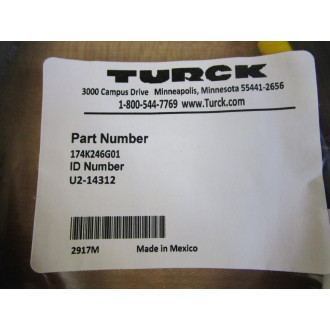 TURCK
3000 Campus Drive Minneapolis, Minnesota 55441-2656
1-800-544-7769 www.Turck.com
Part Number
174K246G01
ID Number
U2-14312
2917M Made in Mexico